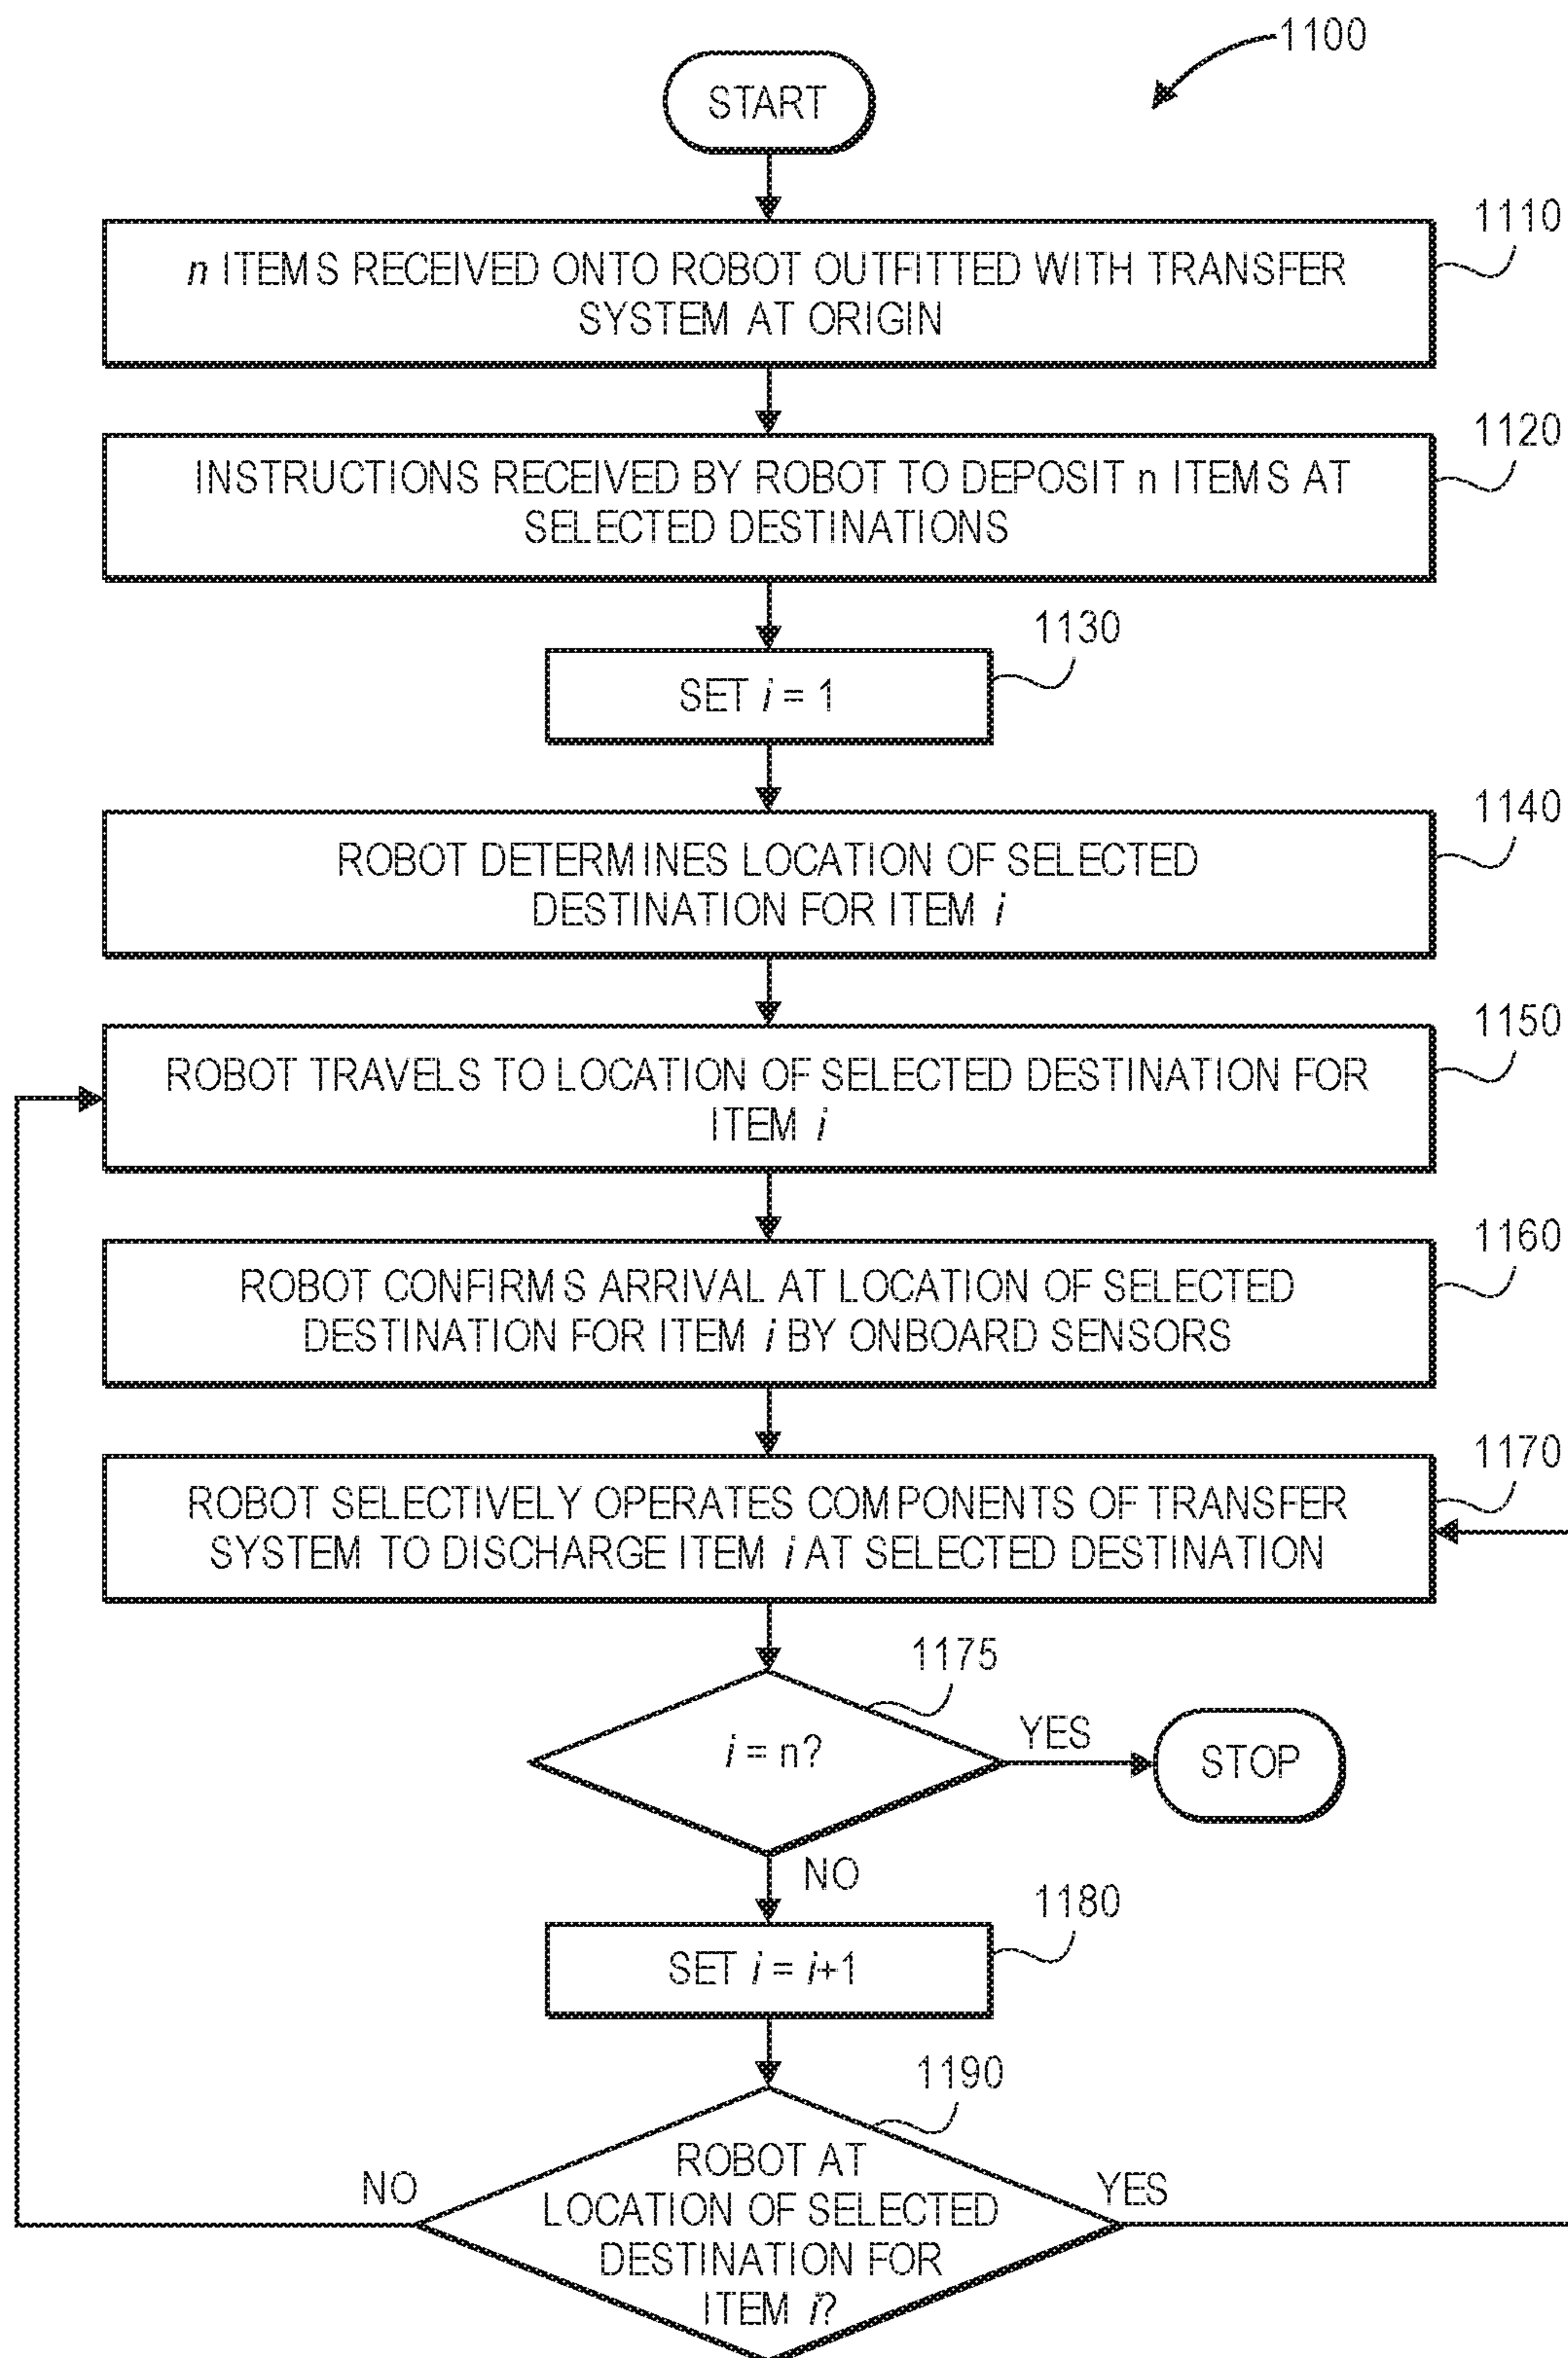 1100
START
1110
n ITEMS RECEIVED ONTO ROBOT OUTFITTED WITH TRANSFER
SYSTEM AT ORIGIN
1120
INSTRUCTIONS RECEIVED BY ROBOT TO DEPOSIT n ITEMS AT
SELECTED DESTINATIONS
1130
SET i = 1
1140
ROBOT DETERMINES LOCATION OF SELECTED
DESTINATION FOR ITEM i
1150
ROBOT TRAVELS TO LOCATION OF SELECTED DESTINATION FOR
ITEM i
1160
ROBOT CONFIRMS ARRIVAL AT LOCATION OF SELECTED
DESTINATION FOR ITEM i BY ONBOARD SENSORS
1170
ROBOT SELECTIVELY OPERATES COMPONENTS OF TRANSFER
SYSTEM TO DISCHARGE ITEM i AT SELECTED DESTINATION
1175
i = n?
YES
STOP
NO
1180
SET i = i+1
1190
ROBOT AT
LOCATION OF SELECTED
DESTINATION FOR
ITEM i?
NO
YES